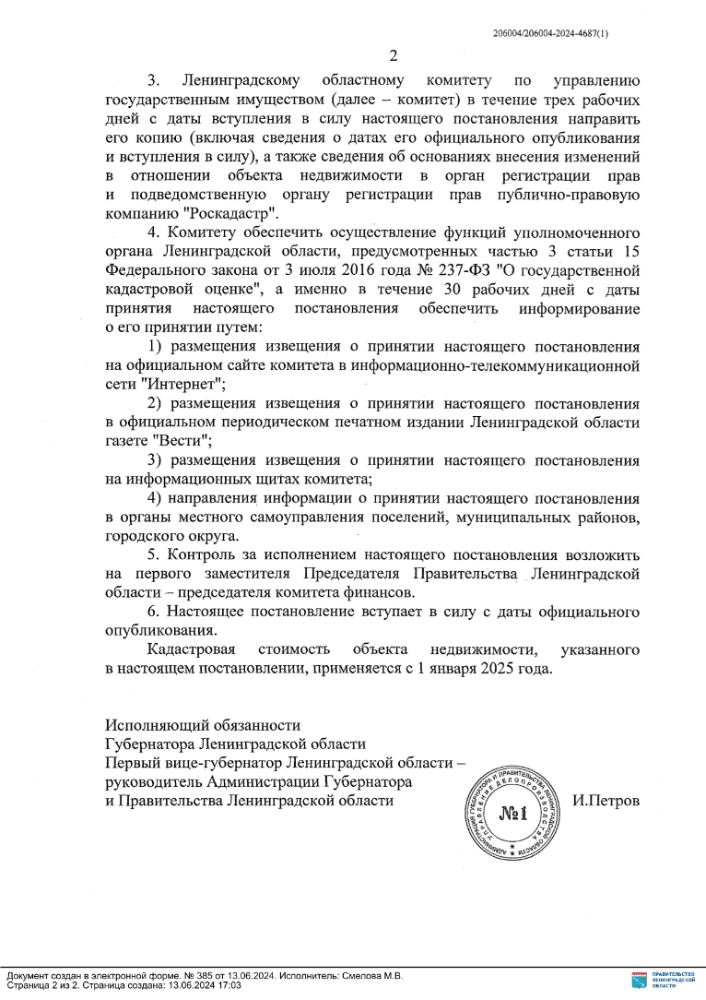 206004/206004-2024-4687(1)
2
3. Ленинградскому областному комитету по управлению
государственным имуществом (далее – комитет) в течение трех рабочих
дней с даты вступления в силу настоящего постановления направить
его копию (включая сведения о датах его официального опубликования
и вступления в силу), а также сведения об основаниях внесения изменений
в отношении объекта недвижимости в орган регистрации прав
и подведомственную органу регистрации прав публично-правовую
компанию "Роскадастр".
4. Комитету обеспечить осуществление функций уполномоченного
органа Ленинградской области, предусмотренных частью 3 статьи 15
Федерального закона от 3 июля 2016 года № 237-ФЗ "О государственной
кадастровой оценке", а именно в течение 30 рабочих дней с даты
принятия настоящего постановления обеспечить информирование
о его принятии путем:
1) размещения извещения о принятии настоящего постановления
на официальном сайте комитета в информационно-телекоммуникационной
сети "Интернет";
2) размещения извещения о принятии настоящего постановления
в официальном периодическом печатном издании Ленинградской области
газете "Вести";
3) размещения извещения о принятии настоящего постановления
на информационных щитах комитета;
4) направления информации о принятии настоящего постановления
в органы местного самоуправления поселений, муниципальных районов,
городского округа.
5. Контроль за исполнением настоящего постановления возложить
на первого заместителя Председателя Правительства Ленинградской
области – председателя комитета финансов.
6. Настоящее постановление вступает в силу с даты официального
опубликования.
Кадастровая стоимость объекта недвижимости, указанного
в настоящем постановлении, применяется с 1 января 2025 года.
Исполняющий обязанности
Губернатора Ленинградской области
Первый вице-губернатор Ленинградской области –
руководитель Администрации Губернатора
и Правительства Ленинградской области
И.Петров
АДМИНИСТРАЦИЯ ГУБЕРНАТОРА И ПРАВИТЕЛЬСТВА ЛЕНИНГРАДСКОЙ ОБЛАСТИ
УПРАВЛЕНИЕ ДЕЛОПРОИЗВОДСТВА
№1
Документ создан в электронной форме. № 385 от 13.06.2024. Исполнитель: Смелова М.В.
Страница 2 из 2. Страница создана: 13.06.2024 17:03
ПРАВИТЕЛЬСТВО
ЛЕНИНГРАДСКОЙ
ОБЛАСТИ